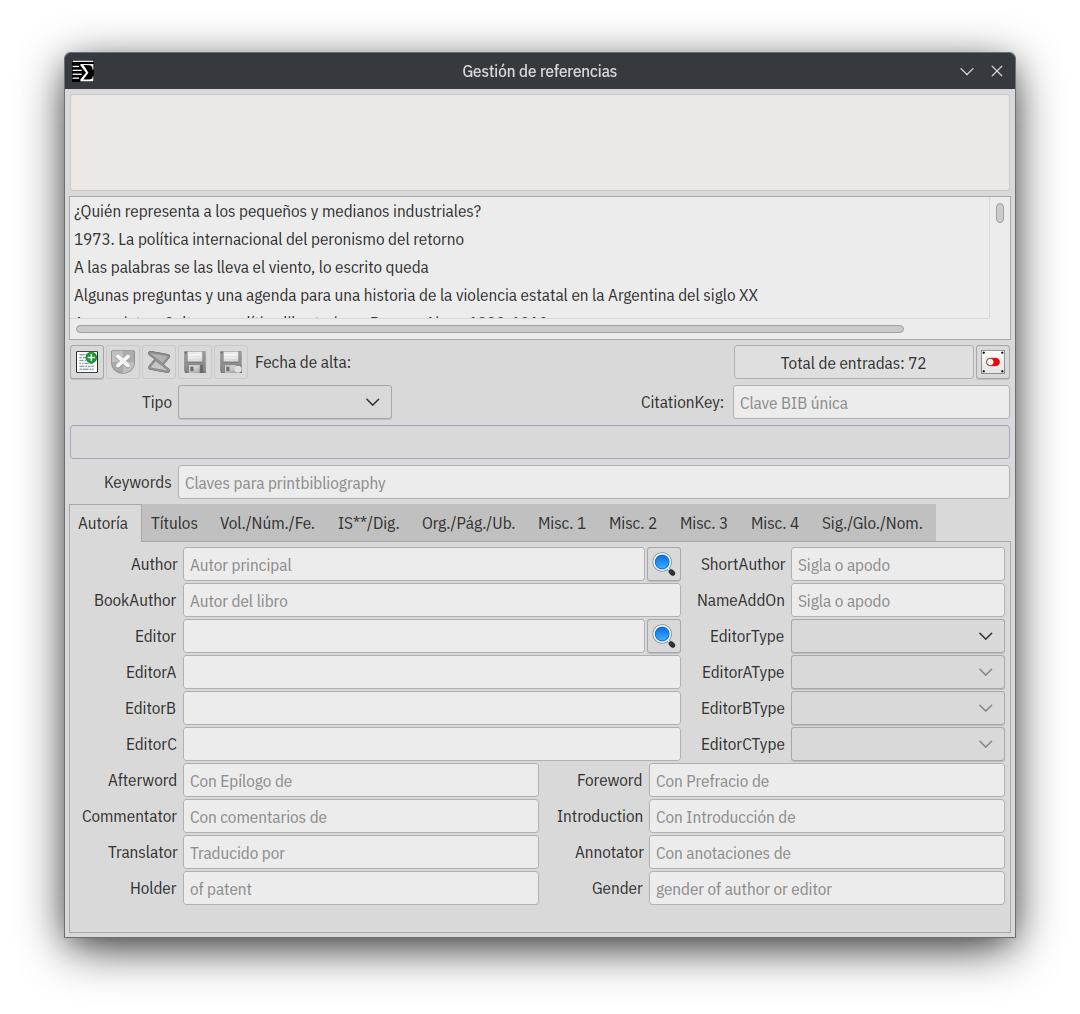 Gestión de referencias
¿Quién representa a los pequeños y medianos industriales?
1973. La política internacional del peronismo del retorno
A las palabras se las lleva el viento, lo escrito queda
Algunas preguntas y una agenda para una historia de la violencia estatal en la Argentina del siglo XX
Fecha de alta:
Total de entradas: 72
Tipo
CitationKey: Clave BIB única
Keywords Claves para printbibliography
Autoría Títulos Vol./Núm./Fe. IS**/Dig. Org./Pág./Ub. Misc. 1 Misc. 2 Misc. 3 Misc. 4 Sig./Glo./Nom.
Author Autor principal ShortAuthor Sigla o apodo
BookAuthor Autor del libro NameAddOn Sigla o apodo
Editor EditorType
EditorA EditorAType
EditorB EditorBType
EditorC EditorCType
Afterword Con Epílogo de Foreword Con Prefracio de
Commentator Con comentarios de Introduction Con Introducción de
Translator Traducido por Annotator Con anotaciones de
Holder of patent Gender gender of author or editor